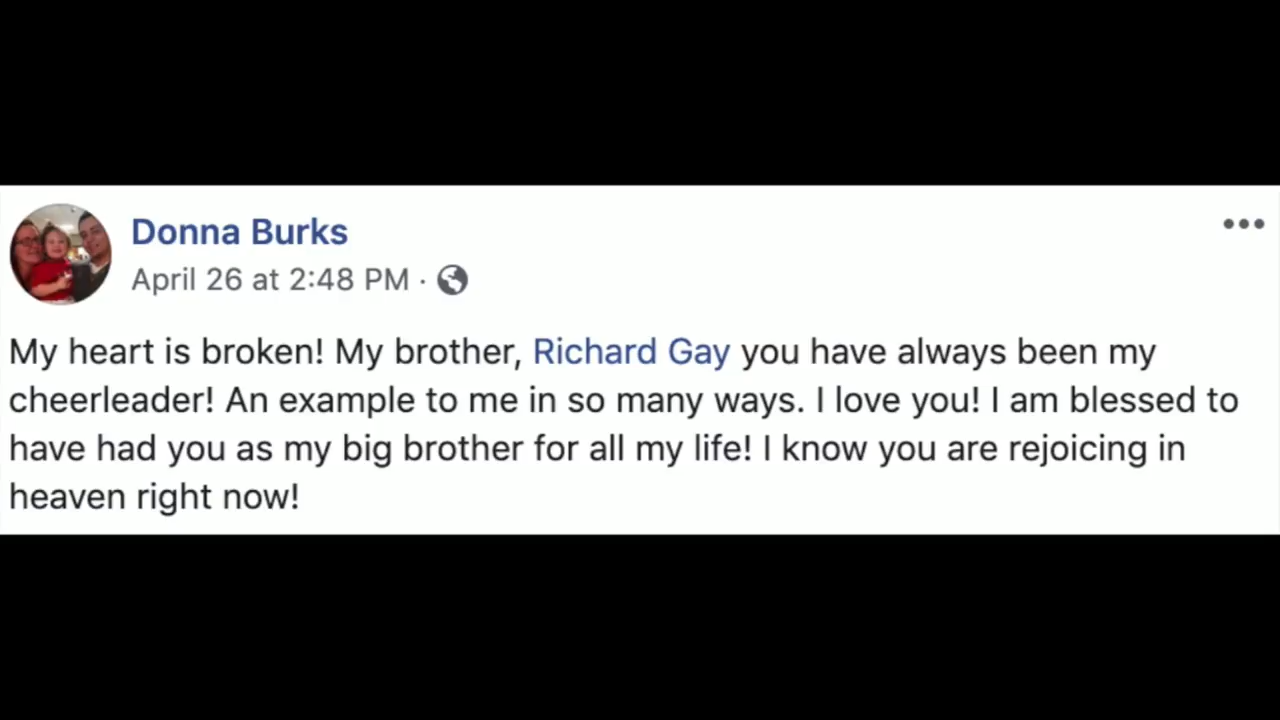 Donna Burks
April 26 at 2:48 PM ·
My heart is broken! My brother, Richard Gay you have always been my
cheerleader! An example to me in so many ways. I love you! I am blessed to
have had you as my big brother for all my life! I know you are rejoicing in
heaven right now!